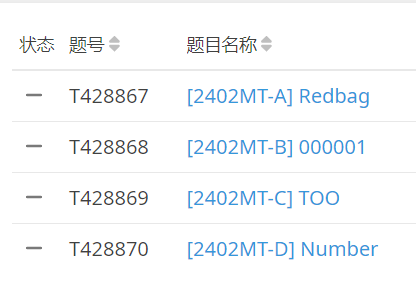 状态 题号 题目名称
T428867 [2402MT-A] Redbag
T428868 [2402MT-B] 000001
T428869 [2402MT-C] TOO
T428870 [2402MT-D] Number